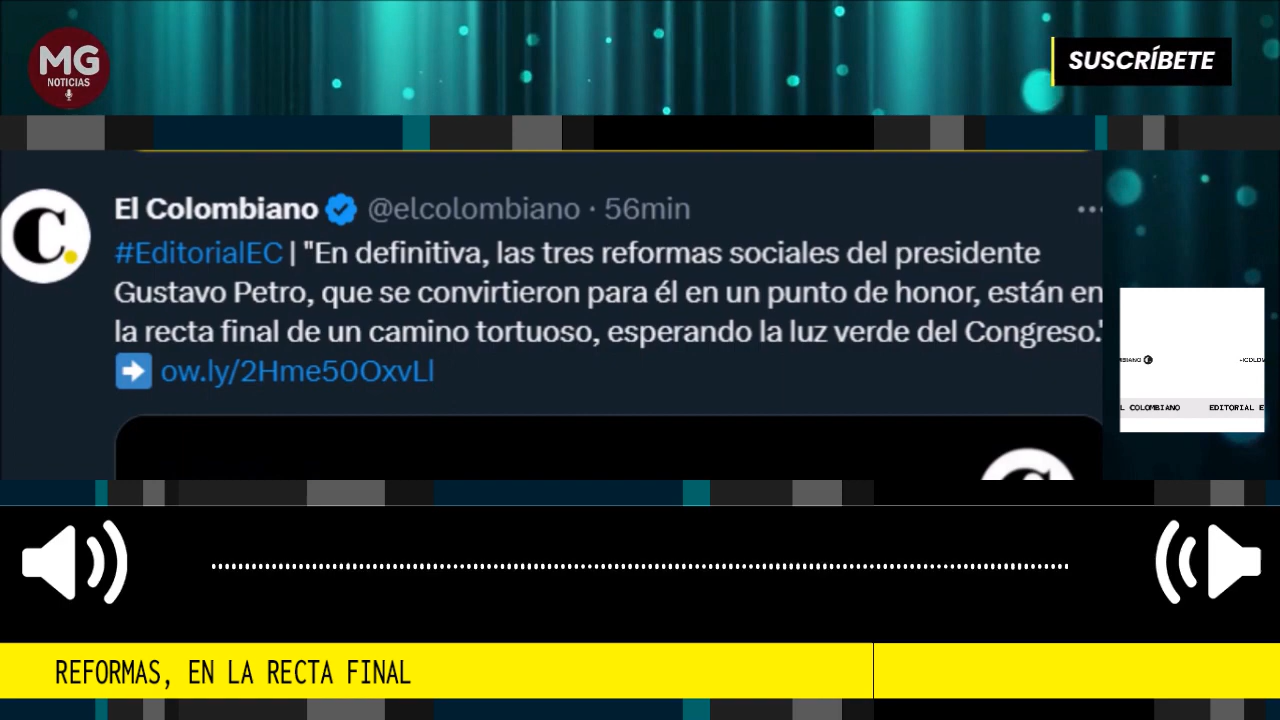 MG
NOTICIAS
SUSCRÍBETE
El Colombiano @elcolombiano · 56min
#EditorialEC | "En definitiva, las tres reformas sociales del presidente
Gustavo Petro, que se convirtieron para él en un punto de honor, están en
la recta final de un camino tortuoso, esperando la luz verde del Congreso."
ow.ly/2Hme50OxvLl
L COLOMBIANO EDITORIAL E
REFORMAS, EN LA RECTA FINAL